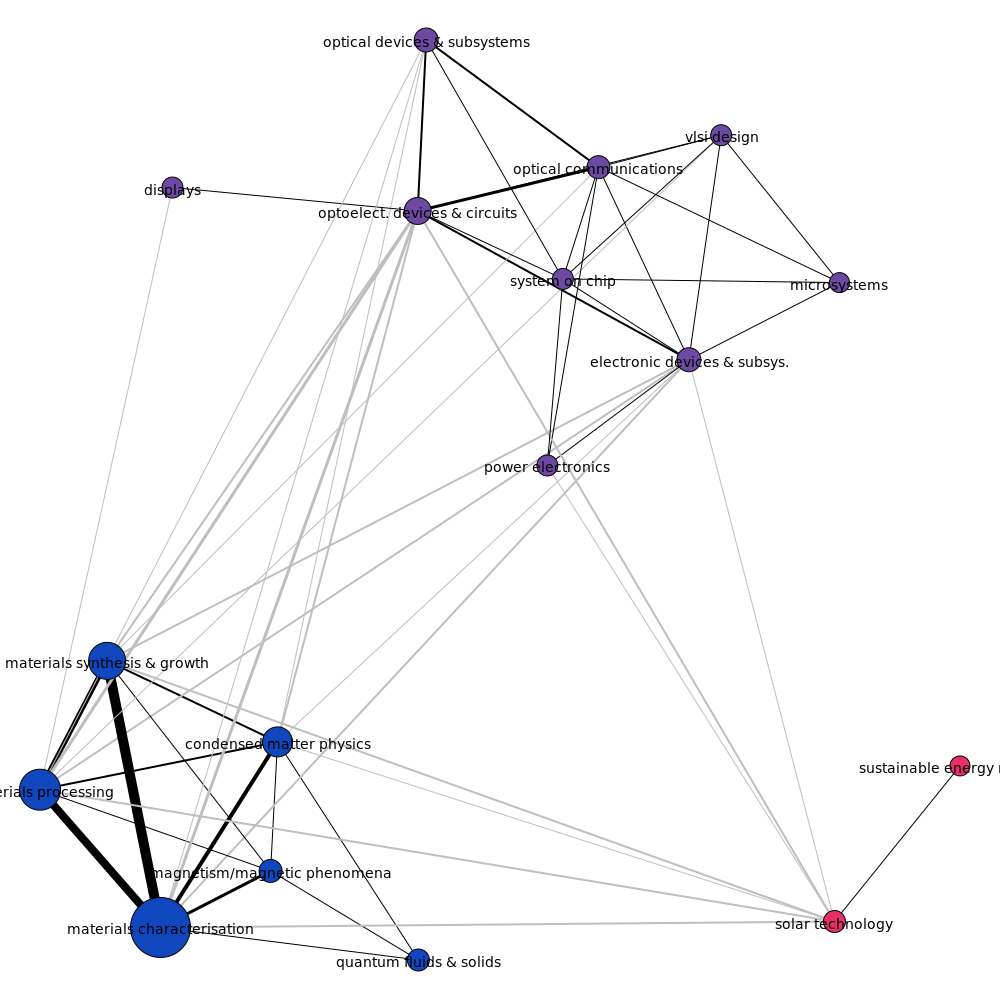 optical devices & subsystems
vlsi design
optical communications
displays
optoelect. devices & circuits
system on chip
microsystems
electronic devices & subsys.
power electronics
materials synthesis & growth
condensed matter physics
sustainable energy
erials processing
magnetism/magnetic phenomena
solar technology
materials characterisation
quantum fluids & solids